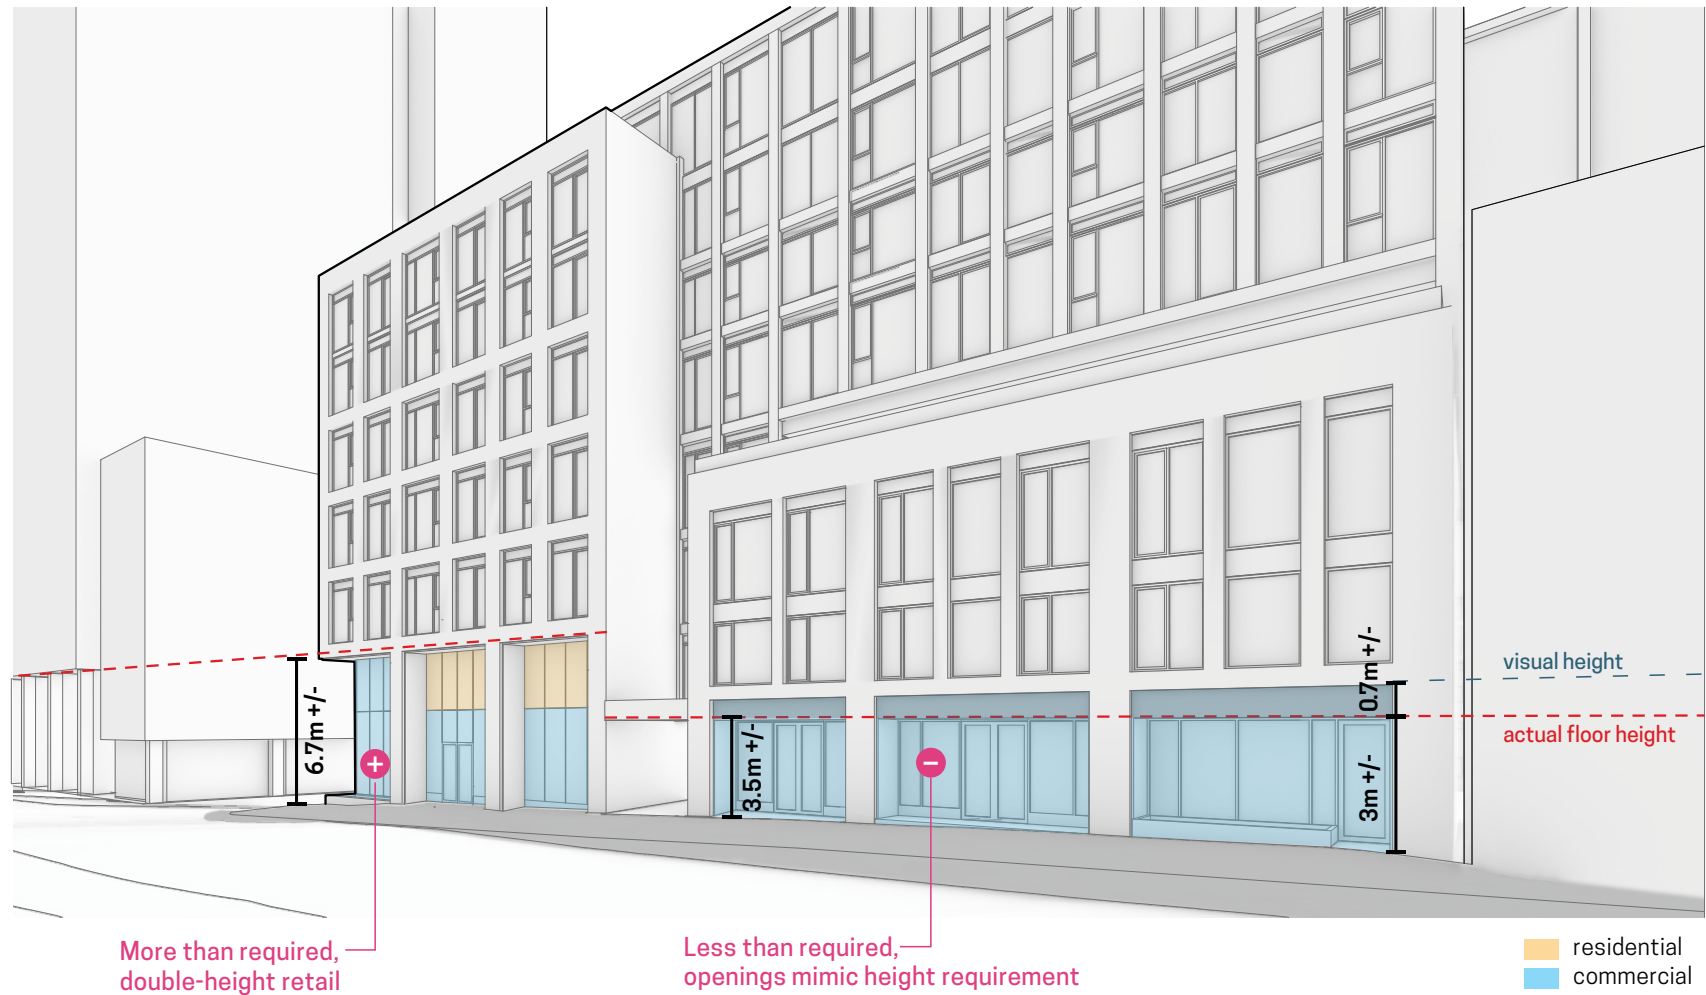 0.7m +/-
visual height
6.7m +/-
3.5m +/-
3m +/-
actual floor height
More than required,
double-height retail
Less than required,
openings mimic height requirement
residential
commercial